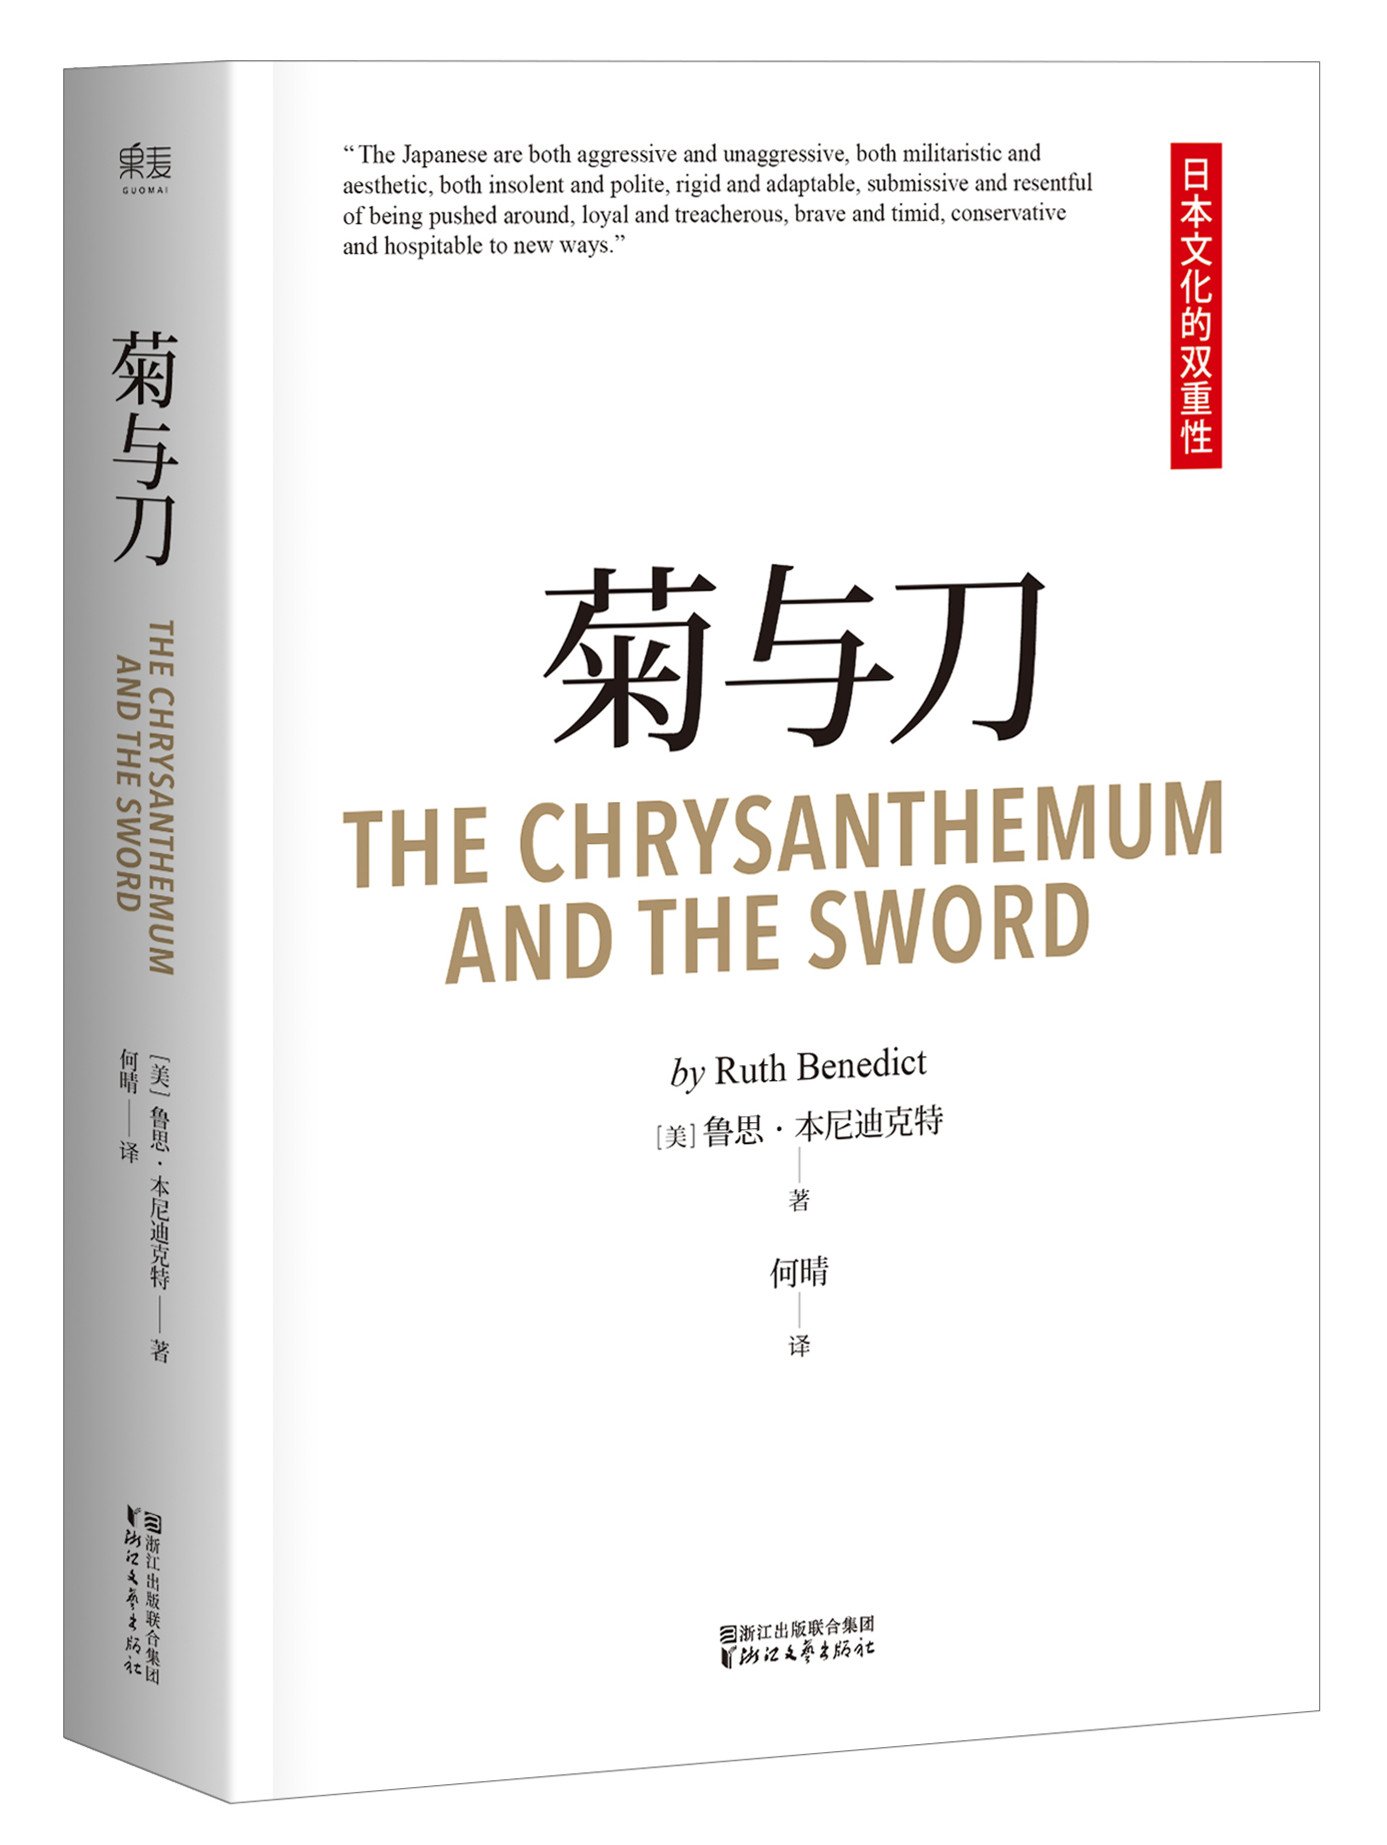 果麦
GUOMAI
菊与刀
THE CHRYSANTHEMUM
AND THE SWORD
[美] 鲁思·本尼迪克特——著
何晴——译
浙江出版联合集团
浙江文艺出版社
“ The Japanese are both aggressive and unaggressive, both militaristic and
aesthetic, both insolent and polite, rigid and adaptable, submissive and resentful
of being pushed around, loyal and treacherous, brave and timid, conservative
and hospitable to new ways.”
日本文化的双重性
菊与刀
THE CHRYSANTHEMUM
AND THE SWORD
by Ruth Benedict
[美] 鲁思·本尼迪克特
著
何晴
译
浙江出版联合集团
浙江文艺出版社